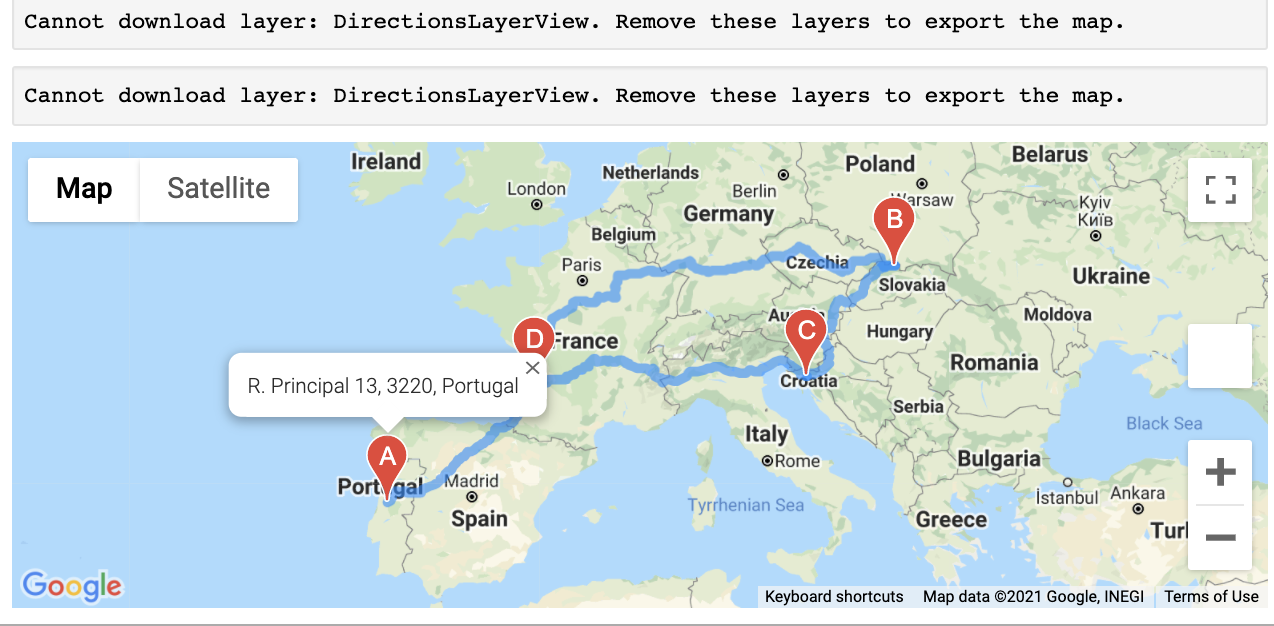 Cannot download layer: DirectionsLayerView. Remove these layers to export the map.
Cannot download layer: DirectionsLayerView. Remove these layers to export the map.
Map Satellite
Ireland
Netherlands
Poland
Belarus
London
Berlin
Warsaw
Germany
Kyiv
Київ
Belgium
B
Paris
Czechia
Slovakia
Ukraine
Moldova
Hungary
C
D
France
Romania
R. Principal 13, 3220, Portugal
Croatia
Serbia
Black Sea
Italy
Rome
Bulgaria
A
Portugal
Madrid
İstanbul
Ankara
Tyrrhenian Sea
Spain
Greece
Google
Keyboard shortcuts Map data ©2021 Google, INEGI Terms of Use